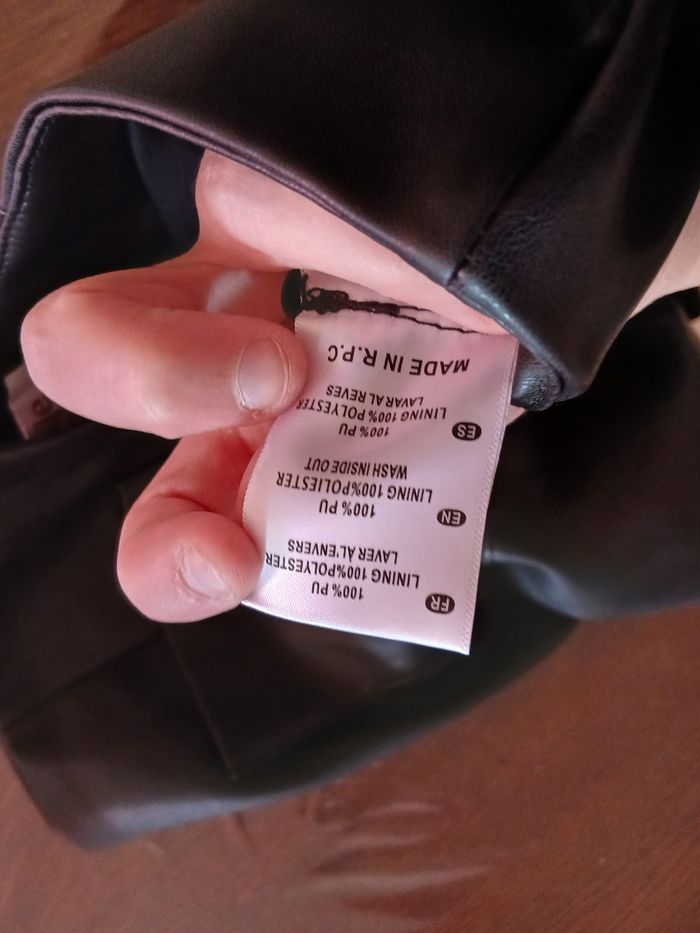 FR 100% PU
LINING 100%POLYESTER
LAVER ÀL'ENVERS
EN 100% PU
LINING 100%POLIESTER
WASH INSIDE OUT
ES 100% PU
LINING 100% POLYESTER
LAVAR AL REVES
MADE IN R.P.C